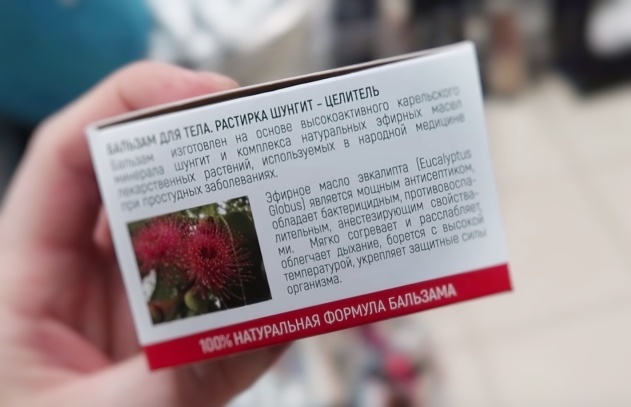 БАЛЬЗАМ ДЛЯ ТЕЛА. РАСТИРКА ШУНГИТ – ЦЕЛИТЕЛЬ
Бальзам изготовлен на основе высокоактивного карельского
минерала шунгит и комплекса натуральных эфирных масел
лекарственных растений, используемых в народной медицине
при простудных заболеваниях.
Эфирное масло эвкалипта (Eucalyptus
Globus) является мощным антисептиком,
обладает бактерицидным, противовоспа-
лительным, анестезирующим свойства-
ми. Мягко согревает и расслабляет,
облегчает дыхание, борется с высокой
температурой, укрепляет защитные силы
организма.
100% НАТУРАЛЬНАЯ ФОРМУЛА БАЛЬЗАМА